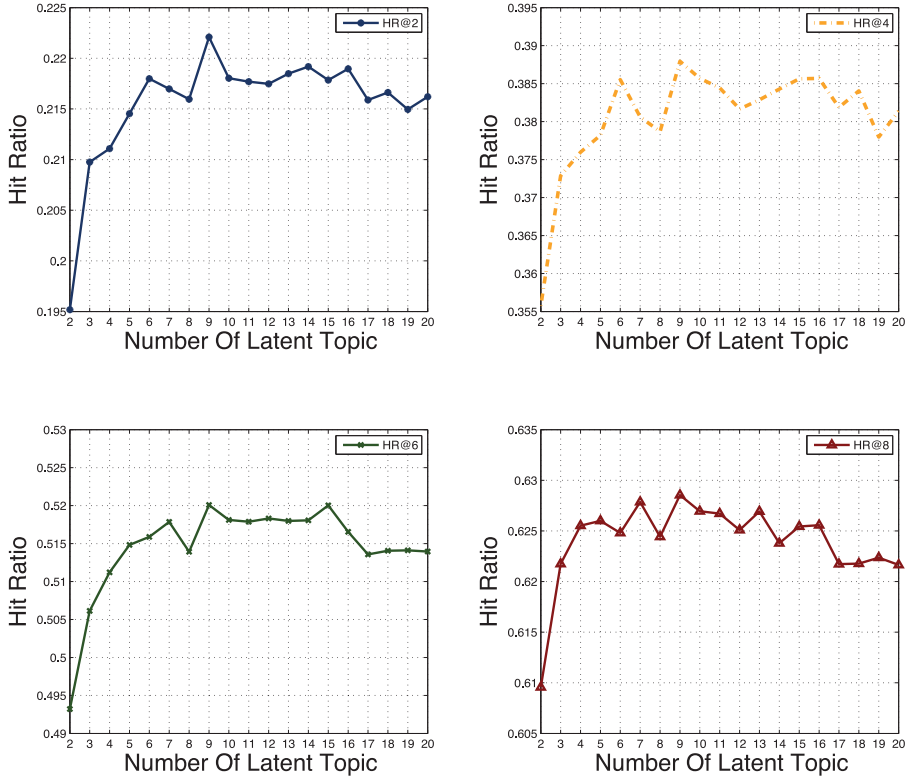 0.225
HR@2
0.22
0.215
0.21
0.205
0.2
0.195
Hit Ratio
2 3 4 5 6 7 8 9 10 11 12 13 14 15 16 17 18 19 20
Number Of Latent Topic
0.395
HR@4
0.39
0.385
0.38
0.375
0.37
0.365
0.36
0.355
Hit Ratio
2 3 4 5 6 7 8 9 10 11 12 13 14 15 16 17 18 19 20
Number Of Latent Topic
0.53
HR@6
0.525
0.52
0.515
0.51
0.505
0.5
0.495
0.49
Hit Ratio
2 3 4 5 6 7 8 9 10 11 12 13 14 15 16 17 18 19 20
Number Of Latent Topic
0.635
HR@8
0.63
0.625
0.62
0.615
0.61
0.605
Hit Ratio
2 3 4 5 6 7 8 9 10 11 12 13 14 15 16 17 18 19 20
Number Of Latent Topic